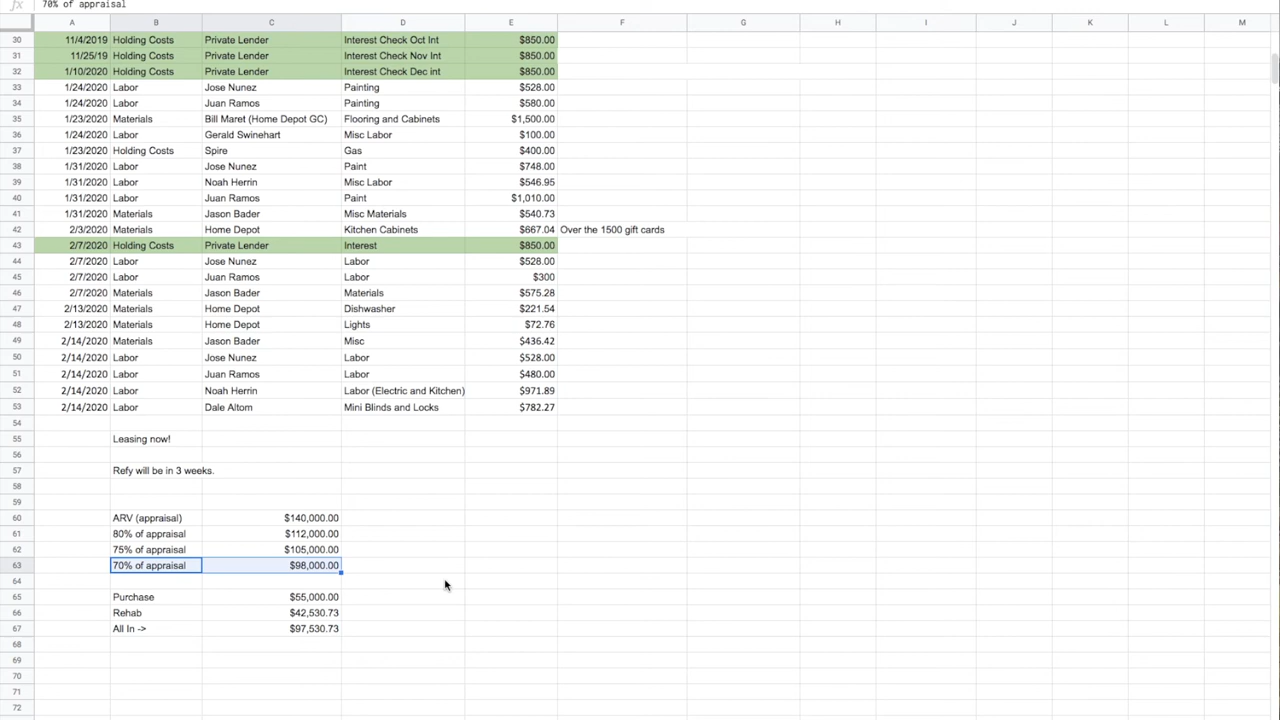 fx 70% of appraisal
A B C D E F G H I J K L M
30 11/4/2019 Holding Costs Private Lender Interest Check Oct Int $850.00
31 11/25/19 Holding Costs Private Lender Interest Check Nov Int $850.00
32 1/10/2020 Holding Costs Private Lender Interest Check Dec int $850.00
33 1/24/2020 Labor Jose Nunez Painting $528.00
34 1/24/2020 Labor Juan Ramos Painting $580.00
35 1/23/2020 Materials Bill Maret (Home Depot GC) Flooring and Cabinets $1,500.00
36 1/24/2020 Labor Gerald Swinehart Misc Labor $100.00
37 1/23/2020 Holding Costs Spire Gas $400.00
38 1/31/2020 Labor Jose Nunez Paint $748.00
39 1/31/2020 Labor Noah Herrin Misc Labor $546.95
40 1/31/2020 Labor Juan Ramos Paint $1,010.00
41 1/31/2020 Materials Jason Bader Misc Materials $540.73
42 2/3/2020 Materials Home Depot Kitchen Cabinets $667.04 Over the 1500 gift cards
43 2/7/2020 Holding Costs Private Lender Interest $850.00
44 2/7/2020 Labor Jose Nunez Labor $528.00
45 2/7/2020 Labor Juan Ramos Labor $300
46 2/7/2020 Materials Jason Bader Materials $575.28
47 2/13/2020 Materials Home Depot Dishwasher $221.54
48 2/13/2020 Materials Home Depot Lights $72.76
49 2/14/2020 Materials Jason Bader Misc $436.42
50 2/14/2020 Labor Jose Nunez Labor $528.00
51 2/14/2020 Labor Juan Ramos Labor $480.00
52 2/14/2020 Labor Noah Herrin Labor (Electric and Kitchen) $971.89
53 2/14/2020 Labor Dale Altom Mini Blinds and Locks $782.27
54
55 Leasing now!
56
57 Refy will be in 3 weeks.
58
59
60 ARV (appraisal) $140,000.00
61 80% of appraisal $112,000.00
62 75% of appraisal $105,000.00
63 70% of appraisal $98,000.00
64
65 Purchase $55,000.00
66 Rehab $42,530.73
67 All In -> $97,530.73
68
69
70
71
72